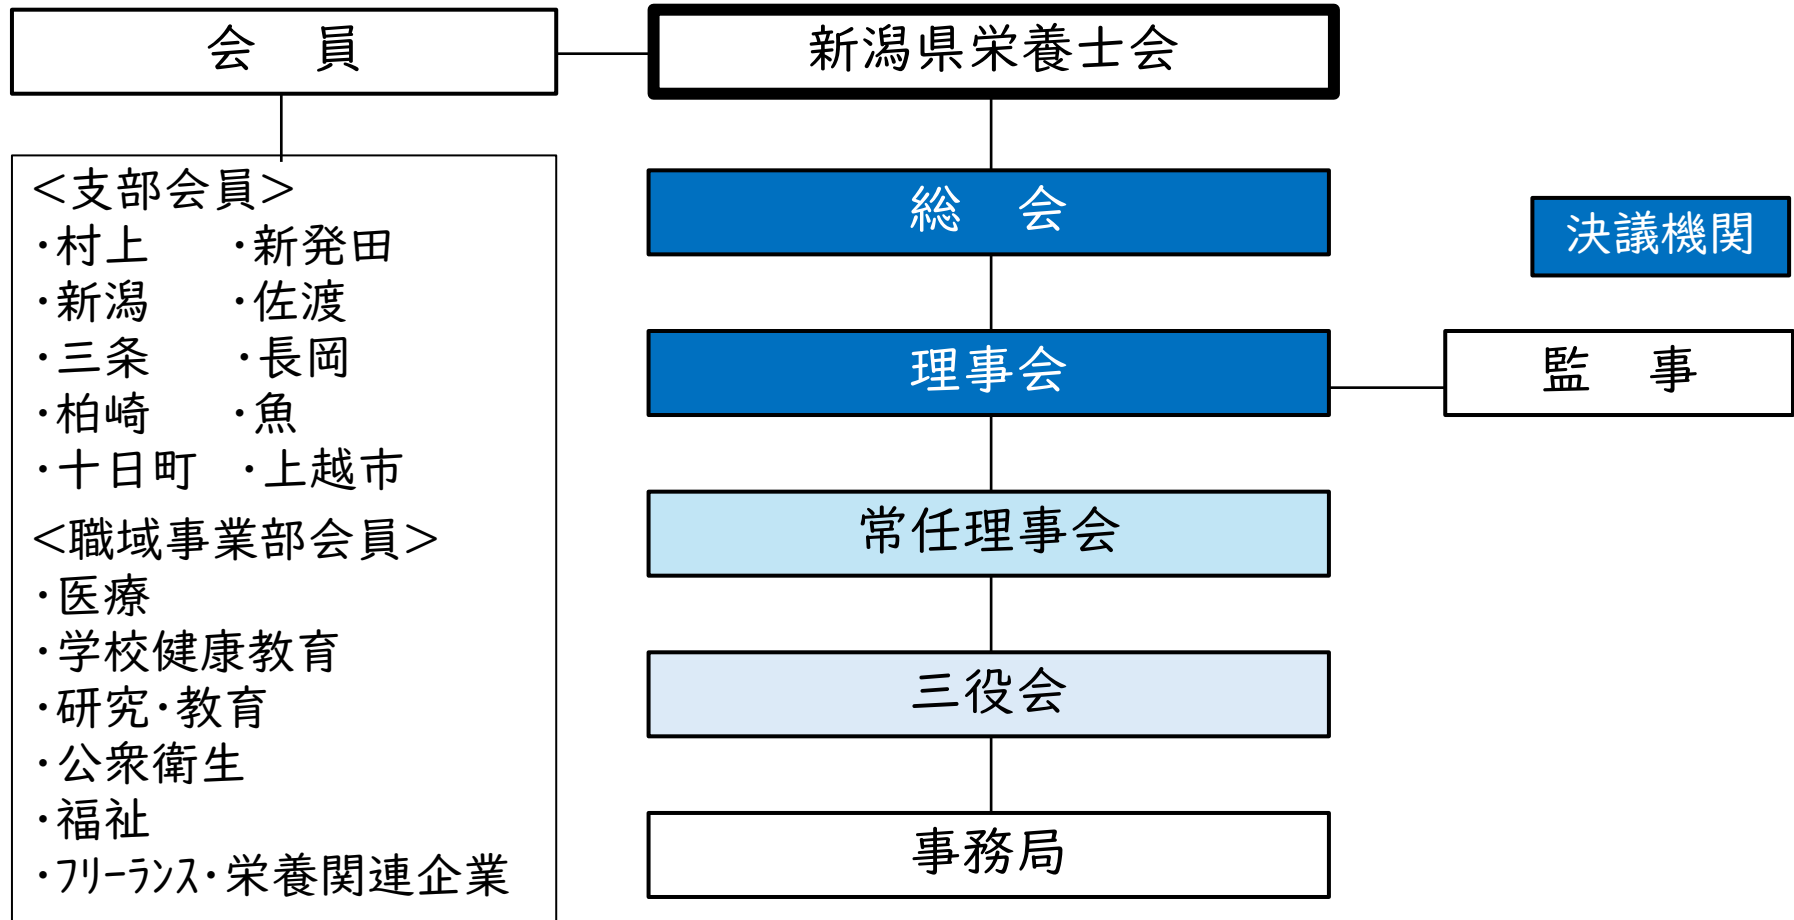 会　員
新潟県栄養士会
＜支部会員＞
・村上　・新発田
・新潟　・佐渡
・三条　・長岡
・柏崎　・魚
・十日町　・上越市
＜職域事業部会員＞
・医療
・学校健康教育
・研究・教育
・公衆衛生
・福祉
・フリーランス・栄養関連企業
総　会
理事会
常任理事会
三役会
事務局
決議機関
監　事